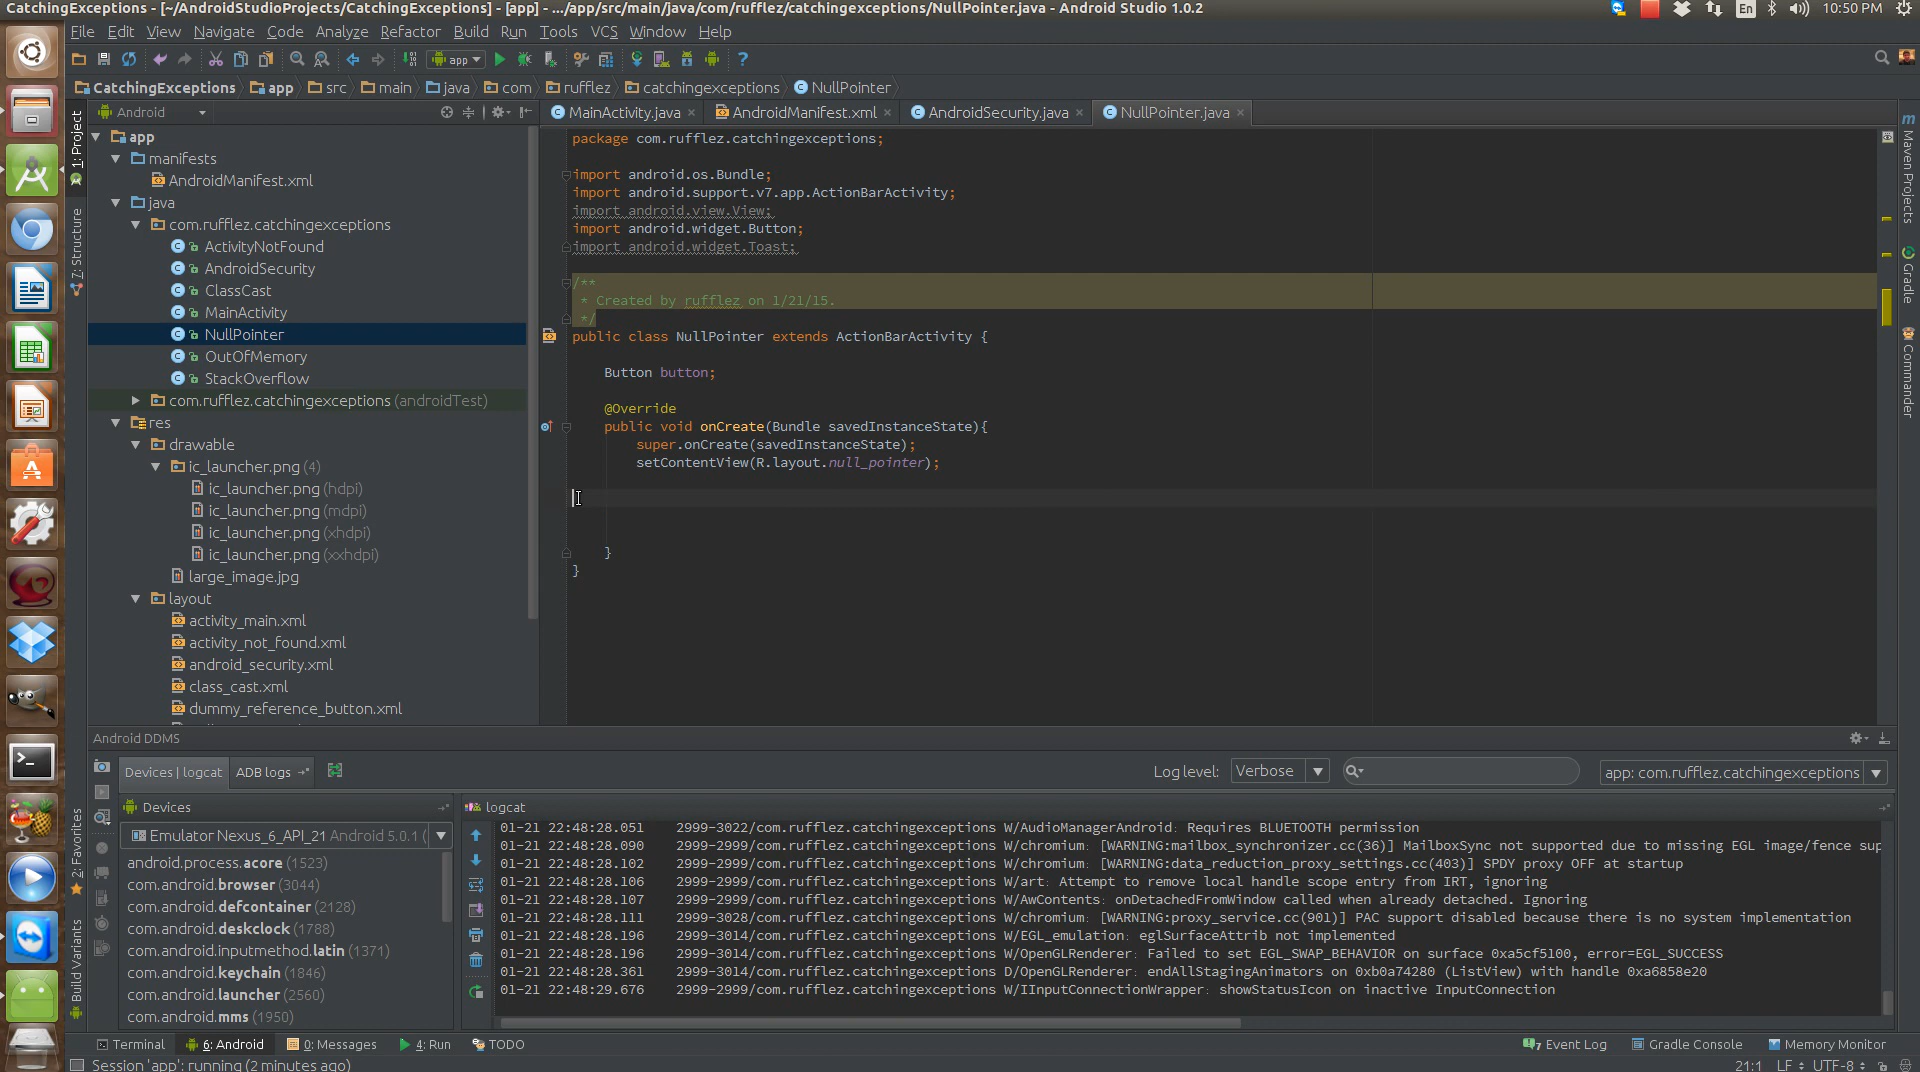 CatchingExceptions - [~/AndroidStudioProjects/CatchingExceptions] - [app] - .../app/src/main/java/com/rufflez/catchingexceptions/NullPointer.java - Android Studio 1.0.2
En
10:50 PM
File Edit View Navigate Code Analyze Refactor Build Run Tools VCS Window Help
app
CatchingExceptions app src main java com rufflez catchingexceptions NullPointer
Android
MainActivity.java AndroidManifest.xml AndroidSecurity.java NullPointer.java
1: Project
7: Structure
2: Favorites
Build Variants
app
manifests
AndroidManifest.xml
java
com.rufflez.catchingexceptions
ActivityNotFound
AndroidSecurity
ClassCast
MainActivity
NullPointer
OutOfMemory
StackOverflow
com.rufflez.catchingexceptions (androidTest)
res
drawable
ic_launcher.png (4)
ic_launcher.png (hdpi)
ic_launcher.png (mdpi)
ic_launcher.png (xhdpi)
ic_launcher.png (xxhdpi)
large_image.jpg
layout
activity_main.xml
activity_not_found.xml
android_security.xml
class_cast.xml
dummy_reference_button.xml
package com.rufflez.catchingexceptions;
import android.os.Bundle;
import android.support.v7.app.ActionBarActivity;
import android.view.View;
import android.widget.Button;
import android.widget.Toast;
/**
* Created by rufflez on 1/21/15.
*/
public class NullPointer extends ActionBarActivity {
Button button;
@Override
public void onCreate(Bundle savedInstanceState){
super.onCreate(savedInstanceState);
setContentView(R.layout.null_pointer);
}
}
Maven Projects
Gradle
Commander
Android DDMS
Devices | logcat ADB logs
Log level: Verbose
app: com.rufflez.catchingexceptions
Devices
Emulator Nexus_6_API_21 Android 5.0.1 (
android.process.acore (1523)
com.android.browser (3044)
com.android.defcontainer (2128)
com.android.deskclock (1788)
com.android.inputmethod.latin (1371)
com.android.keychain (1846)
com.android.launcher (2560)
com.android.mms (1950)
logcat
01-21 22:48:28.051 2999-3022/com.rufflez.catchingexceptions W/AudioManagerAndroid: Requires BLUETOOTH permission
01-21 22:48:28.090 2999-2999/com.rufflez.catchingexceptions W/chromium: [WARNING:mailbox_synchronizer.cc(36)] MailboxSync not supported due to missing EGL image/fence sup
01-21 22:48:28.102 2999-2999/com.rufflez.catchingexceptions W/chromium: [WARNING:data_reduction_proxy_settings.cc(403)] SPDY proxy OFF at startup
01-21 22:48:28.106 2999-2999/com.rufflez.catchingexceptions W/art: Attempt to remove local handle scope entry from IRT, ignoring
01-21 22:48:28.107 2999-2999/com.rufflez.catchingexceptions W/AwContents: onDetachedFromWindow called when already detached. Ignoring
01-21 22:48:28.111 2999-3028/com.rufflez.catchingexceptions W/chromium: [WARNING:proxy_service.cc(901)] PAC support disabled because there is no system implementation
01-21 22:48:28.196 2999-3014/com.rufflez.catchingexceptions W/EGL_emulation: eglSurfaceAttrib not implemented
01-21 22:48:28.196 2999-3014/com.rufflez.catchingexceptions W/OpenGLRenderer: Failed to set EGL_SWAP_BEHAVIOR on surface 0xa5cf5100, error=EGL_SUCCESS
01-21 22:48:28.361 2999-3014/com.rufflez.catchingexceptions D/OpenGLRenderer: endAllStagingAnimators on 0xb0a74280 (ListView) with handle 0xa6858e20
01-21 22:48:29.676 2999-2999/com.rufflez.catchingexceptions W/IInputConnectionWrapper: showStatusIcon on inactive InputConnection
Terminal 6: Android 0: Messages 4: Run TODO
7 Event Log Gradle Console Memory Monitor
Session 'app': running (2 minutes ago)
21:1 LF UTF-8